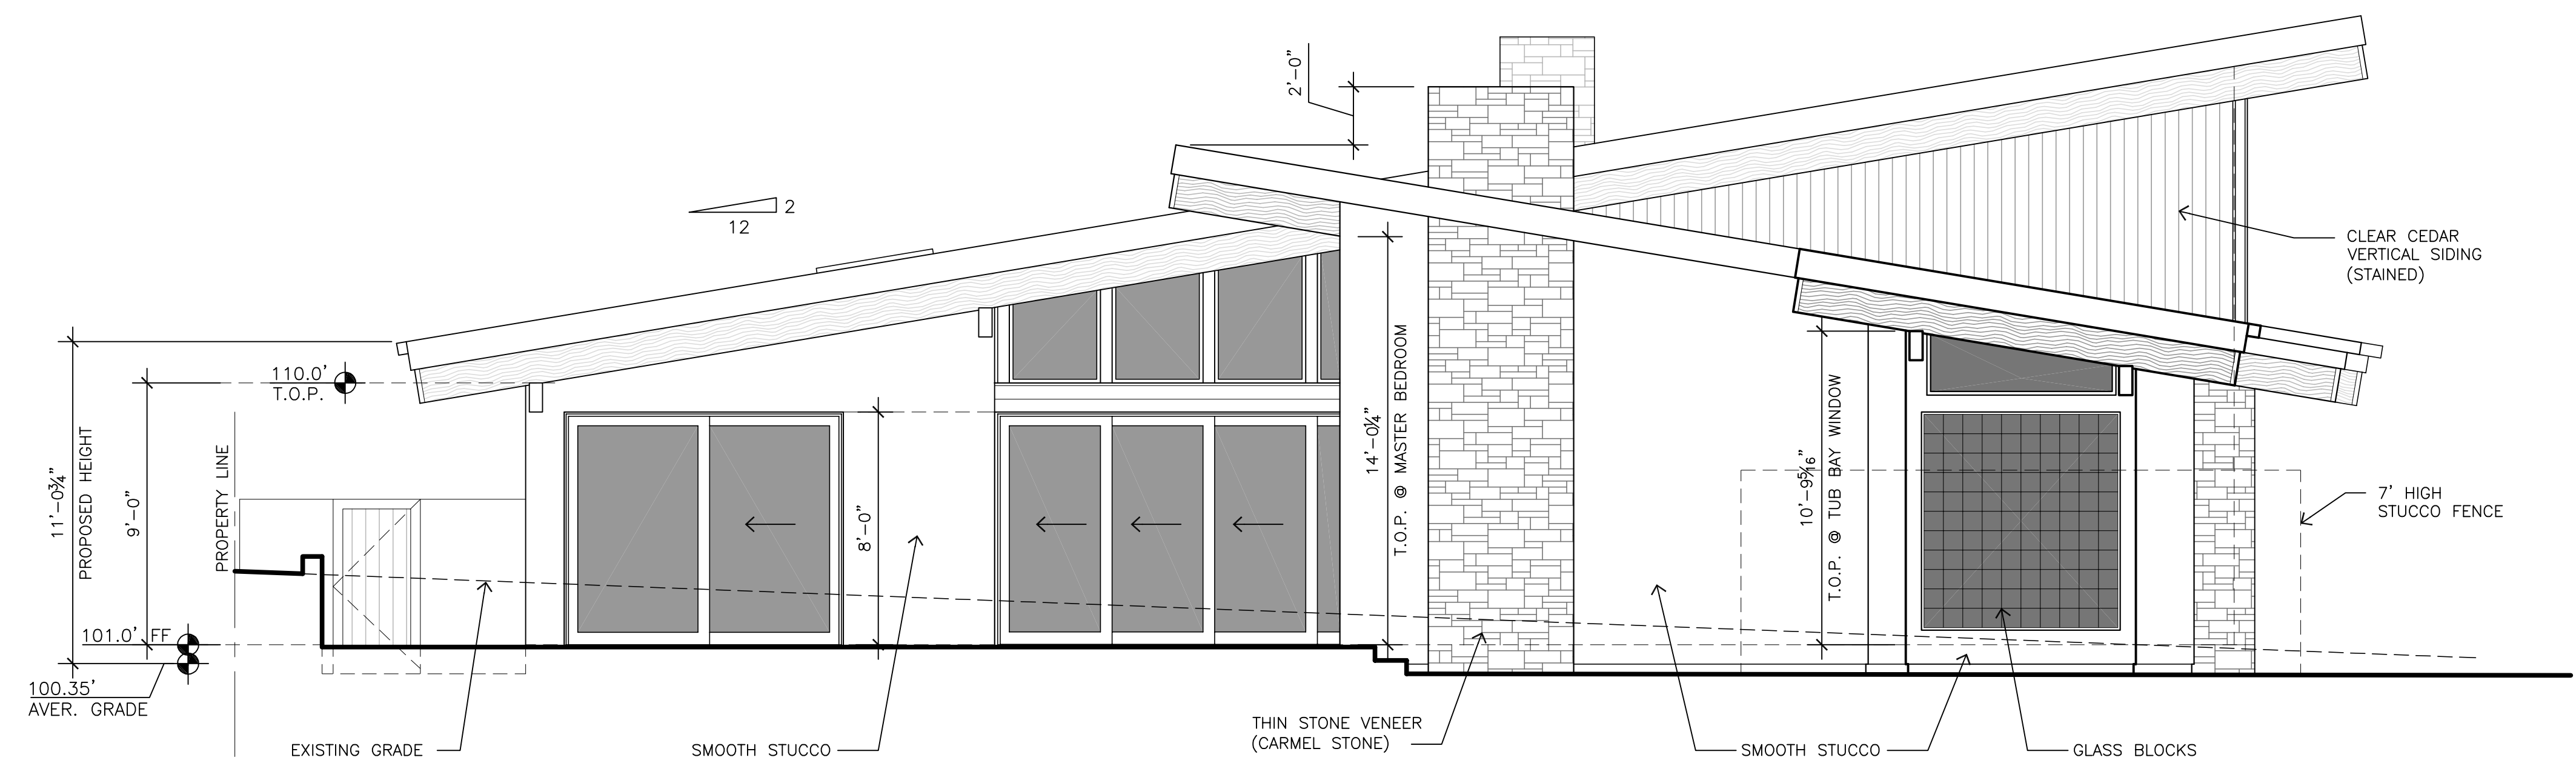 2'-0"
2
12
CLEAR CEDAR
VERTICAL SIDING
(STAINED)
110.0'
T.O.P.
11'-0¾"
PROPOSED HEIGHT
9'-0"
PROPERTY LINE
8'-0"
14'-0¼"
T.O.P. @ MASTER BEDROOM
10'-9 5/16"
T.O.P. @ TUB BAY WINDOW
7' HIGH
STUCCO FENCE
101.0' FF
100.35'
AVER. GRADE
EXISTING GRADE
SMOOTH STUCCO
THIN STONE VENEER
(CARMEL STONE)
SMOOTH STUCCO
GLASS BLOCKS